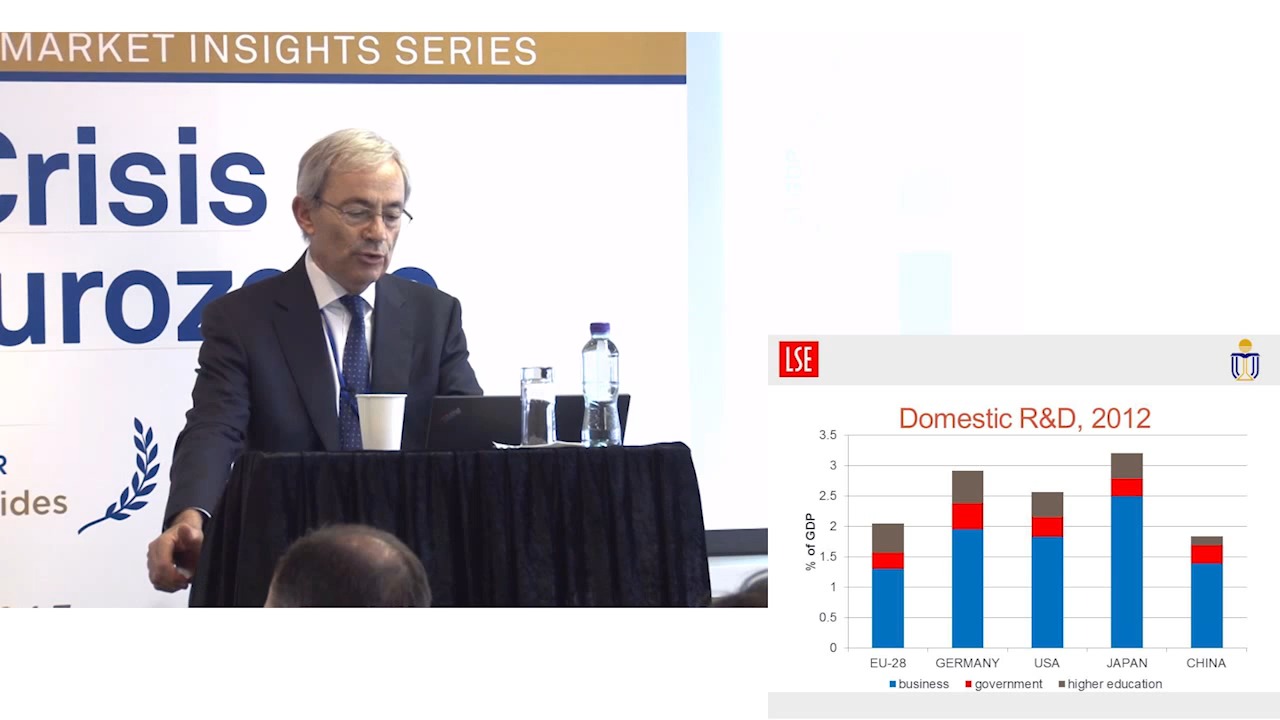 MARKET INSIGHTS SERIES
Crisis
R
ides
LSE
Domestic R&D, 2012
% of GDP
3.5
3
2.5
2
1.5
1
0.5
0
EU-28 GERMANY USA JAPAN CHINA
business government higher education